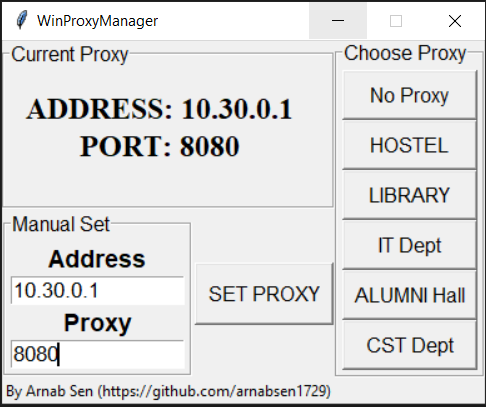 WinProxyManager
Current Proxy
ADDRESS: 10.30.0.1
PORT: 8080
Choose Proxy
No Proxy
HOSTEL
LIBRARY
IT Dept
ALUMNI Hall
CST Dept
Manual Set
Address
10.30.0.1
Proxy
8080
SET PROXY
By Arnab Sen (https://github.com/arnabsen1729)